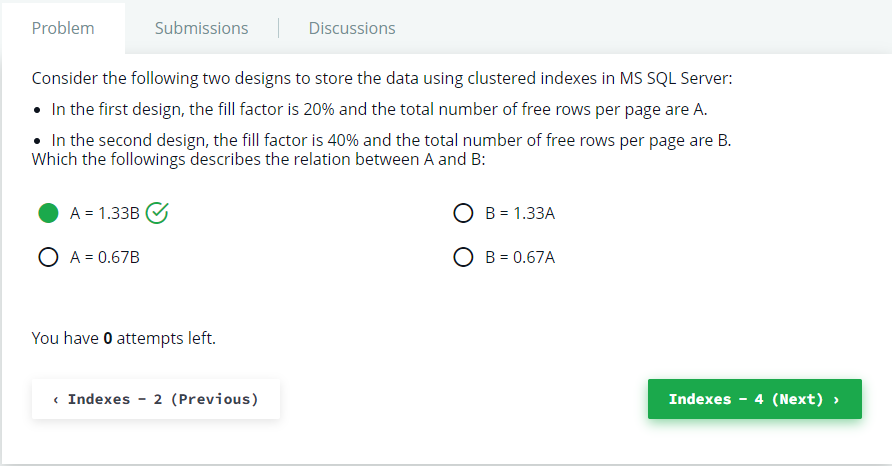 Problem
Submissions
Discussions
Consider the following two designs to store the data using clustered indexes in MS SQL Server:
• In the first design, the fill factor is 20% and the total number of free rows per page are A.
• In the second design, the fill factor is 40% and the total number of free rows per page are B.
Which the followings describes the relation between A and B:
A = 1.33B
B = 1.33A
A = 0.67B
B = 0.67A
You have 0 attempts left.
‹ Indexes - 2 (Previous)
Indexes - 4 (Next) ›